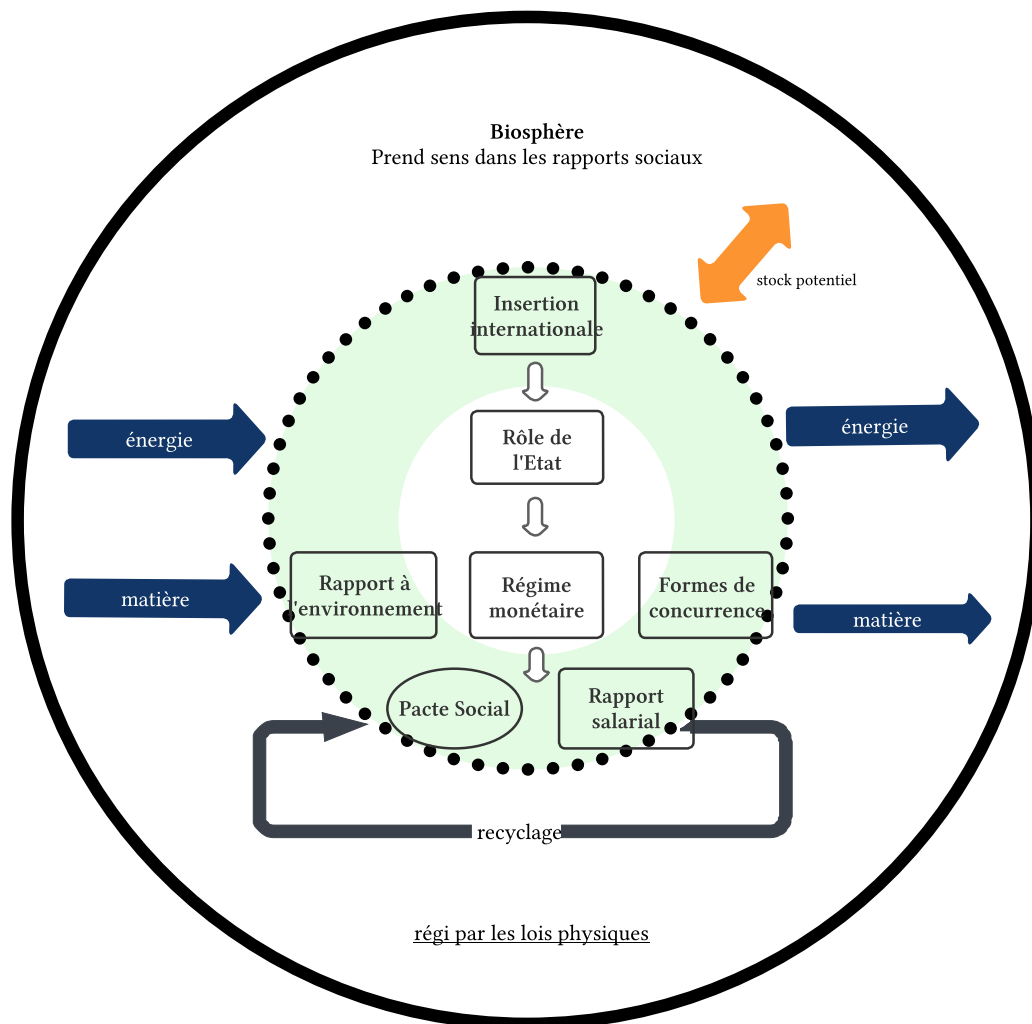 Biosphère
Prend sens dans les rapports sociaux
stock potentiel
Insertion
internationale
énergie
énergie
Rôle de
l'Etat
Rapport à
l'environnement
Régime
monétaire
Formes de
concurrence
matière
matière
Pacte Social
Rapport
salarial
recyclage
régi par les lois physiques